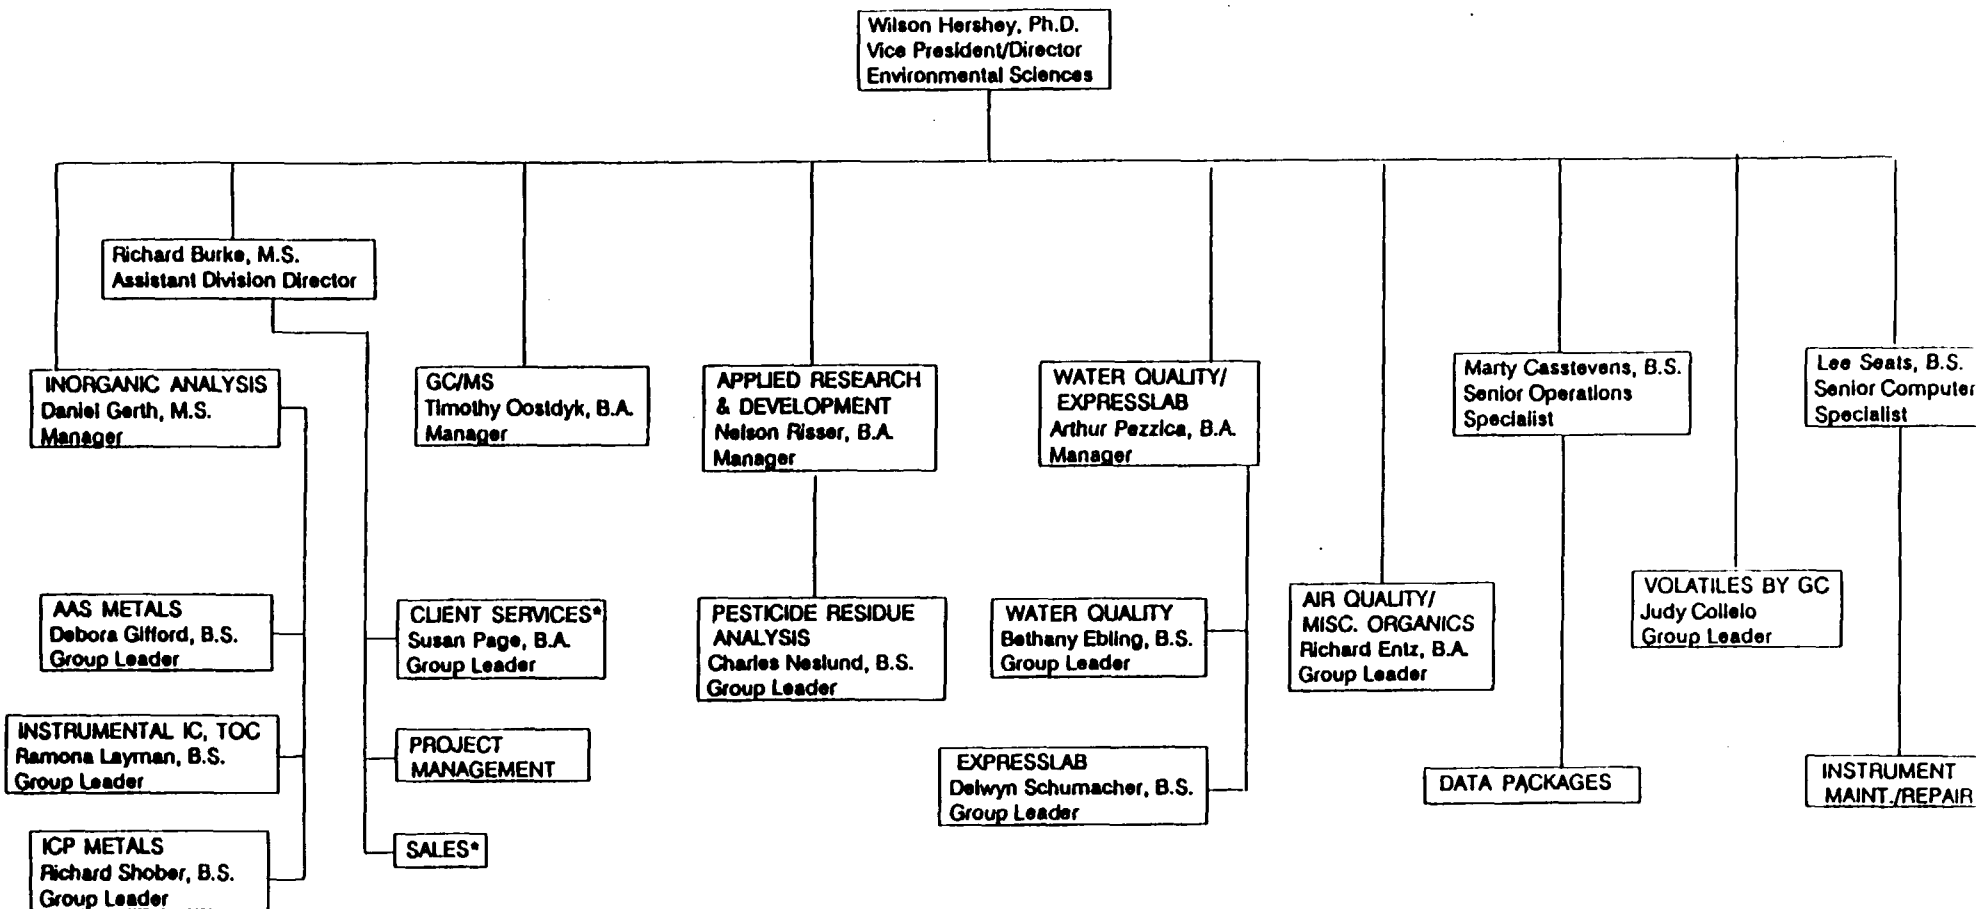 Wilson Hershey, Ph.D.
Vice President/Director
Environmental Sciences
Richard Burke, M.S.
Assistant Division Director
INORGANIC ANALYSIS
Daniel Gerth, M.S.
Manager
GC/MS
Timothy Oostdyk, B.A.
Manager
APPLIED RESEARCH
& DEVELOPMENT
Nelson Risser, B.A.
Manager
WATER QUALITY/
EXPRESSLAB
Arthur Pezzica, B.A.
Manager
Marty Casstevens, B.S.
Senior Operations
Specialist
Lee Seats, B.S.
Senior Computer
Specialist
AAS METALS
Debora Gifford, B.S.
Group Leader
CLIENT SERVICES*
Susan Page, B.A.
Group Leader
PESTICIDE RESIDUE
ANALYSIS
Charles Neslund, B.S.
Group Leader
WATER QUALITY
Bethany Ebling, B.S.
Group Leader
AIR QUALITY/
MISC. ORGANICS
Richard Entz, B.A.
Group Leader
VOLATILES BY GC
Judy Collelo
Group Leader
INSTRUMENTAL IC, TOC
Ramona Layman, B.S.
Group Leader
PROJECT
MANAGEMENT
EXPRESSLAB
Delwyn Schumacher, B.S.
Group Leader
DATA PACKAGES
INSTRUMENT
MAINT./REPAIR
ICP METALS
Richard Shober, B.S.
Group Leader
SALES*